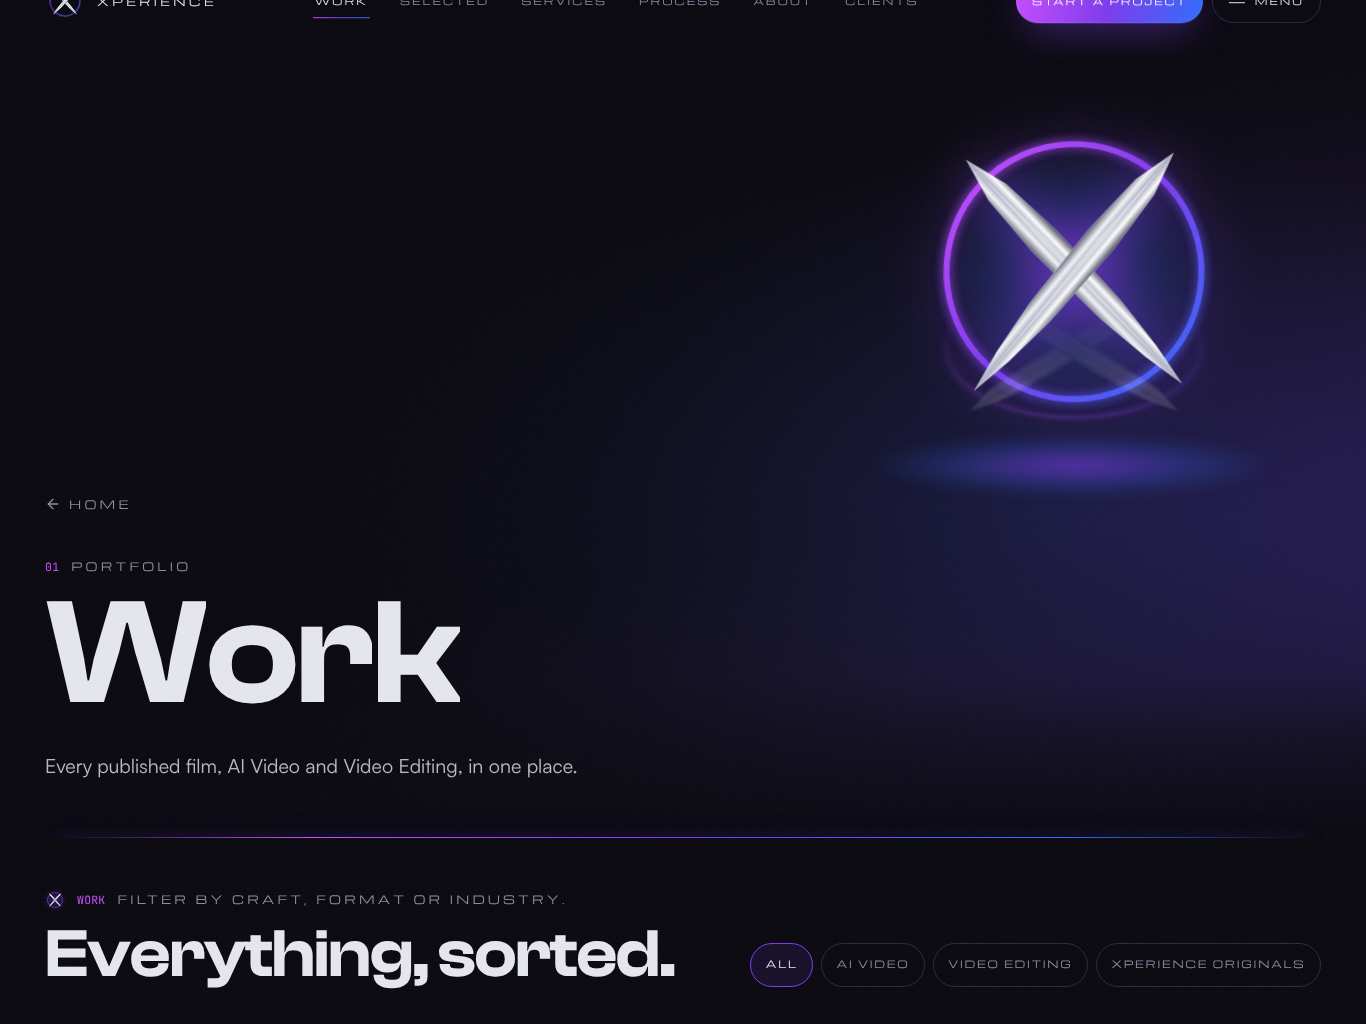 XPERIENCE
WORK SELECTED SERVICES PROCESS ABOUT CLIENTS START A PROJECT MENU
← HOME
01 PORTFOLIO
Work
Every published film, AI Video and Video Editing, in one place.
WORK FILTER BY CRAFT, FORMAT OR INDUSTRY.
Everything, sorted.
ALL AI VIDEO VIDEO EDITING XPERIENCE ORIGINALS